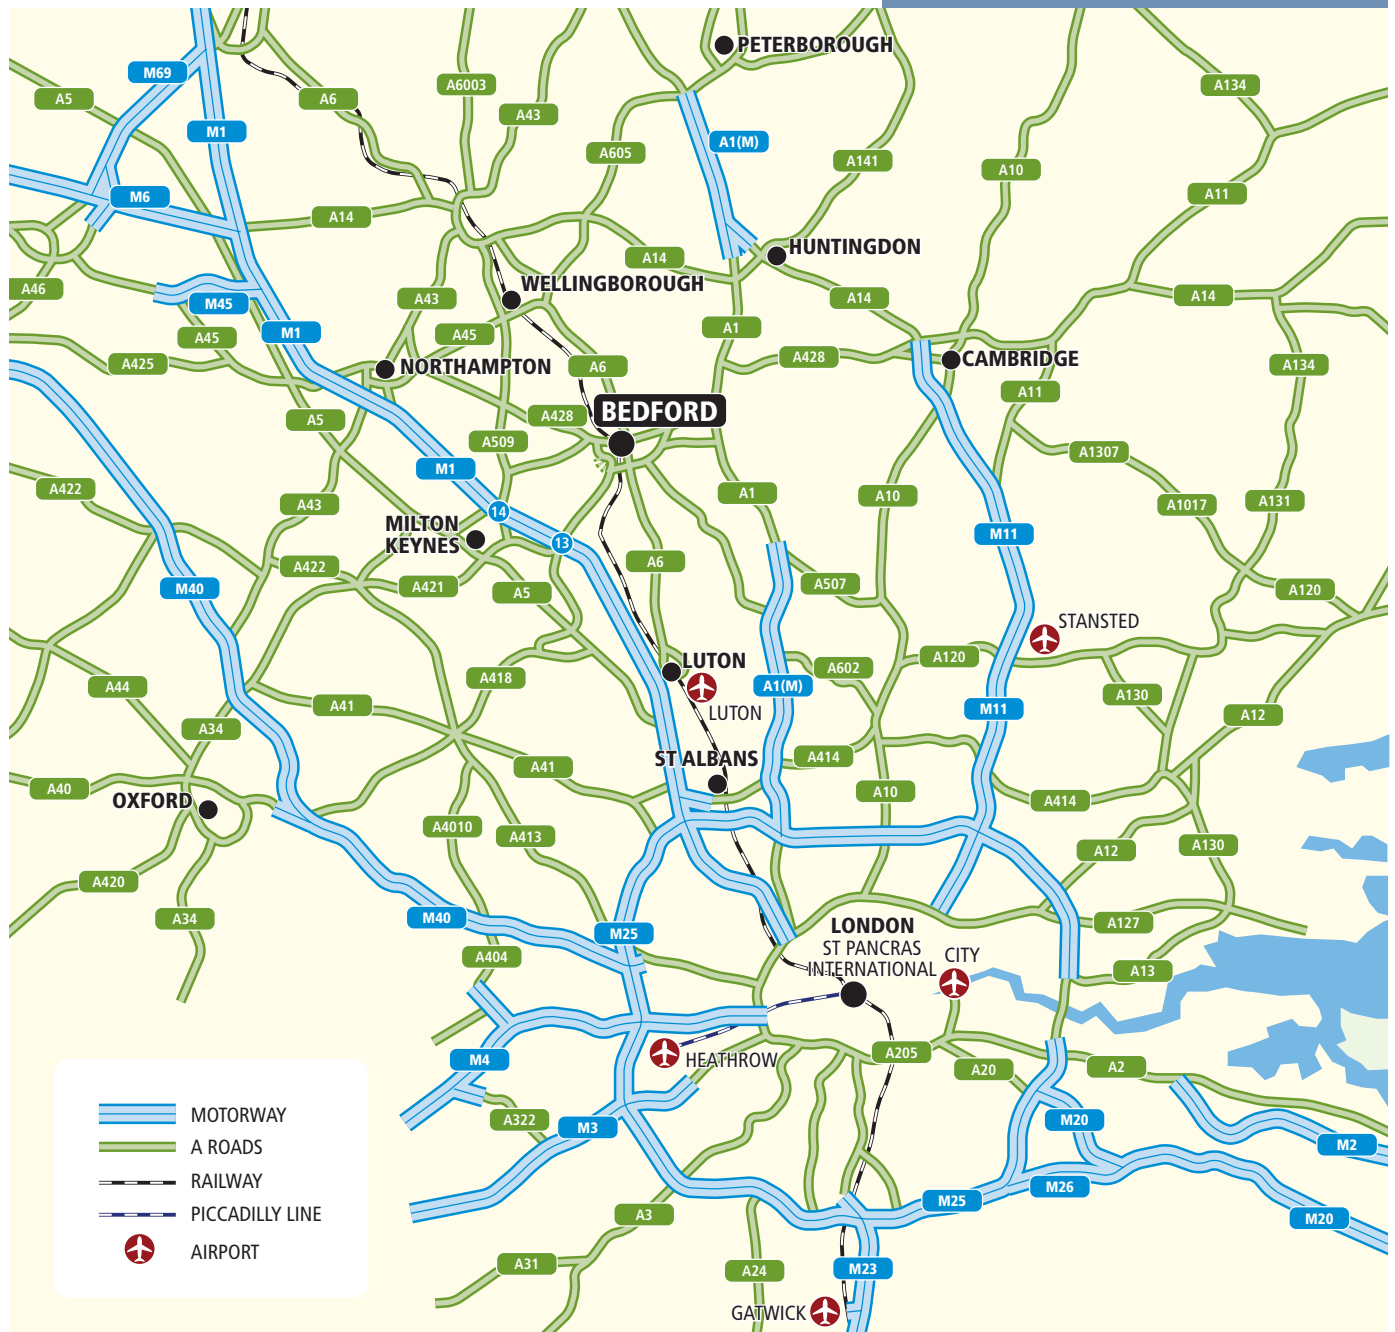 PETERBOROUGH
M69
A5
A6
A6003
A134
A43
M1
A1(M)
A605
A141
A10
M6
A11
A14
HUNTINGDON
A14
WELLINGBOROUGH
A46
M45
A43
A14
A14
A1
M1
A45
A45
A428
CAMBRIDGE
A425
NORTHAMPTON
A6
A134
A11
BEDFORD
A428
A5
A509
A1307
M1
A422
A1
A10
A131
A43
A1017
14
MILTON
KEYNES
M11
13
A422
A6
A421
A507
M40
A5
A120
STANSTED
LUTON
A120
A602
A418
A44
A1(M)
A130
A41
LUTON
M11
A12
A34
ST ALBANS
A414
A41
A40
A10
OXFORD
A414
A4010
A413
A130
A12
A420
M40
A34
A127
LONDON
ST PANCRAS
INTERNATIONAL
M25
CITY
A404
A13
HEATHROW
A205
M4
A20
A2
MOTORWAY
A322
M20
M3
A ROADS
M2
RAILWAY
M26
M25
PICCADILLY LINE
A3
M20
AIRPORT
A31
A24
M23
GATWICK